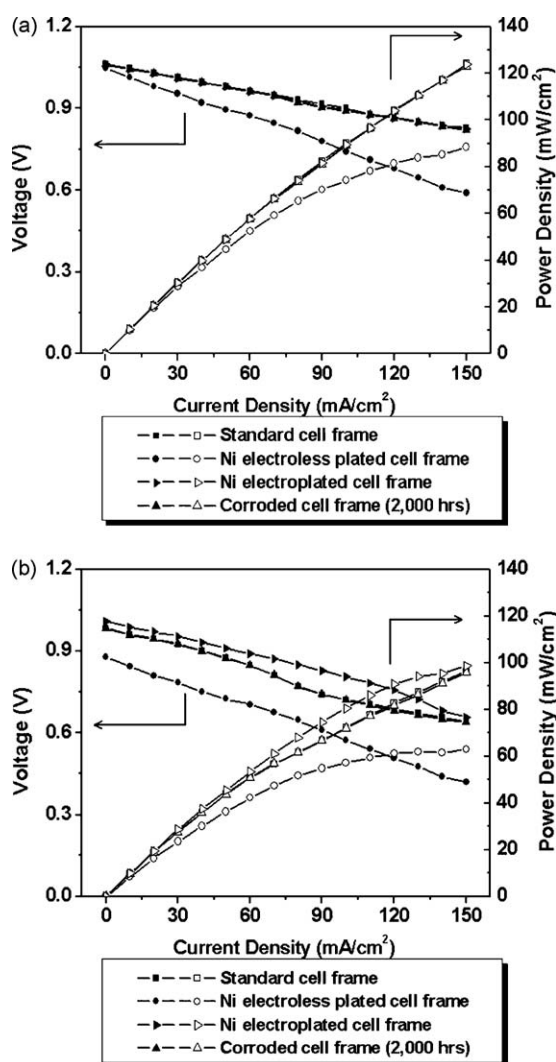 (a)
1.2
0.9
0.6
0.3
0.0
Voltage (V)
140
120
100
80
60
40
20
0
Power Density (mW/cm²)
0 30 60 90 120 150
Current Density (mA/cm²)
Standard cell frame
Ni electroless plated cell frame
Ni electroplated cell frame
Corroded cell frame (2,000 hrs)
(b)
1.2
0.9
0.6
0.3
0.0
Voltage (V)
140
120
100
80
60
40
20
0
Power Density (mW/cm²)
0 30 60 90 120 150
Current Density (mA/cm²)
Standard cell frame
Ni electroless plated cell frame
Ni electroplated cell frame
Corroded cell frame (2,000 hrs)